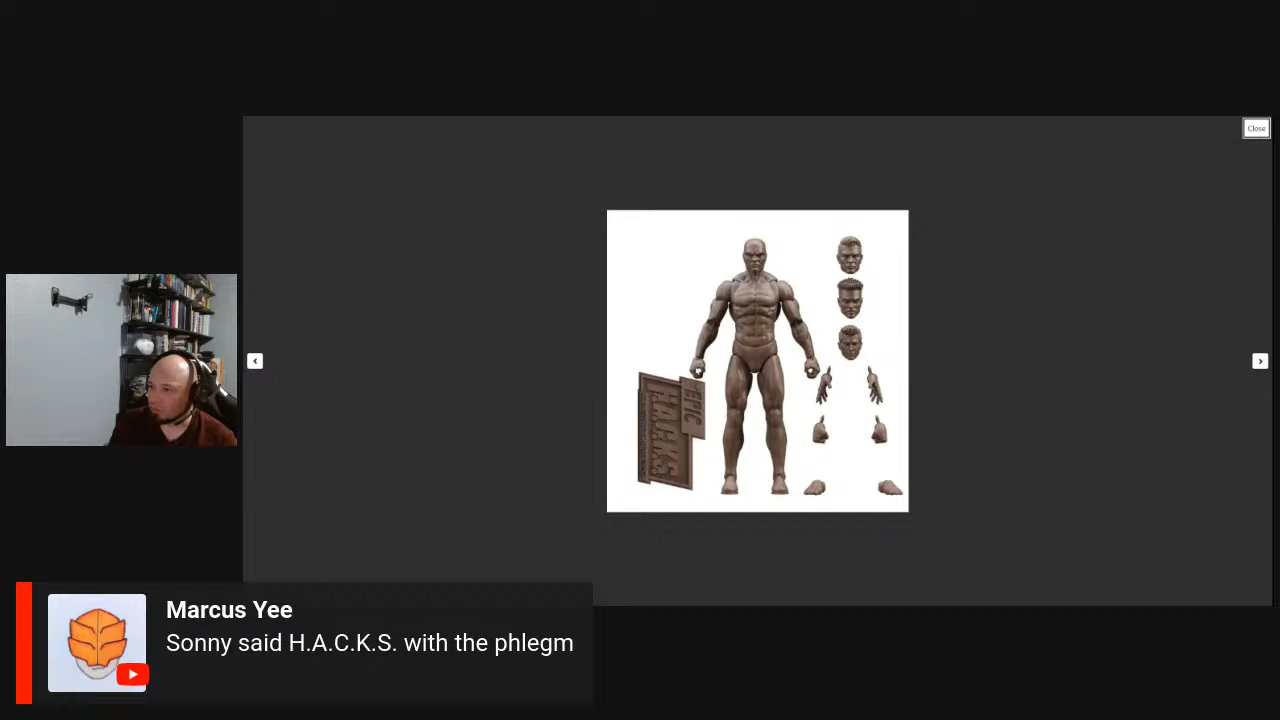 Close
EPIC
H.A.C.K.S.
Marcus Yee
Sonny said H.A.C.K.S. with the phlegm